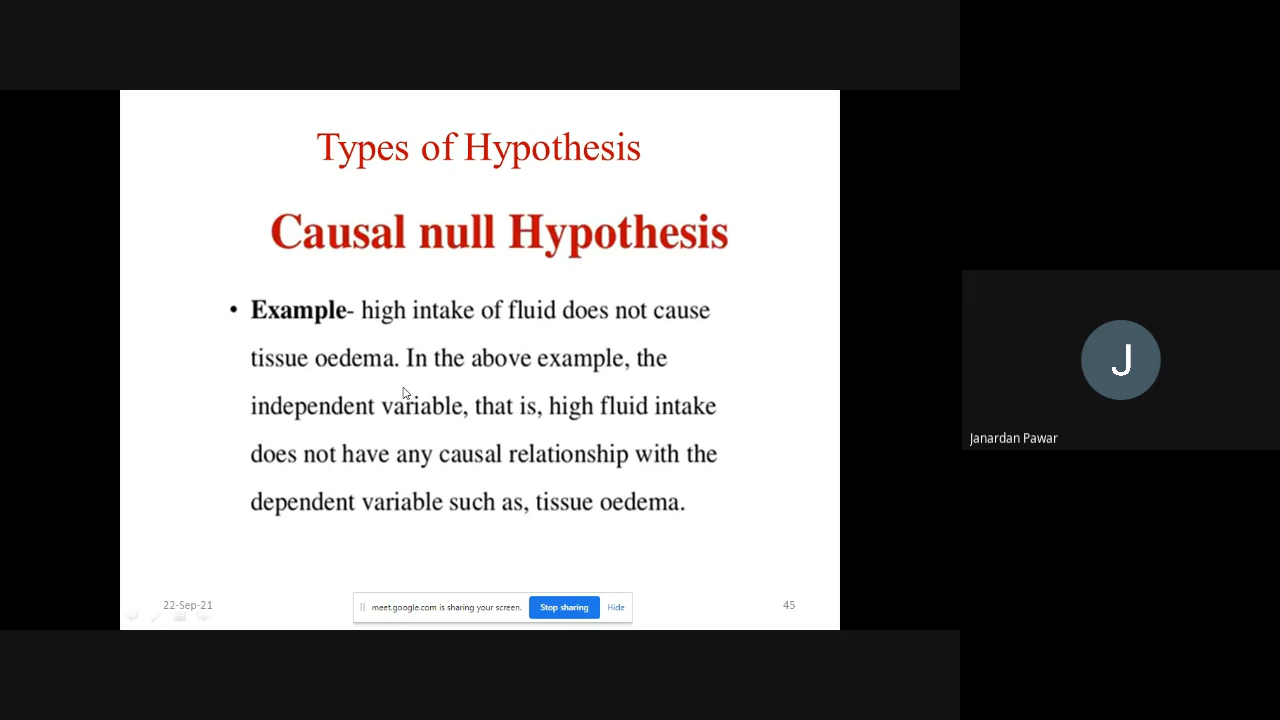 Types of Hypothesis
Causal null Hypothesis
• Example- high intake of fluid does not cause
tissue oedema. In the above example, the
independent variable, that is, high fluid intake
does not have any causal relationship with the
dependent variable such as, tissue oedema.
22-Sep-21
meet.google.com is sharing your screen. Stop sharing Hide
45
J
Janardan Pawar